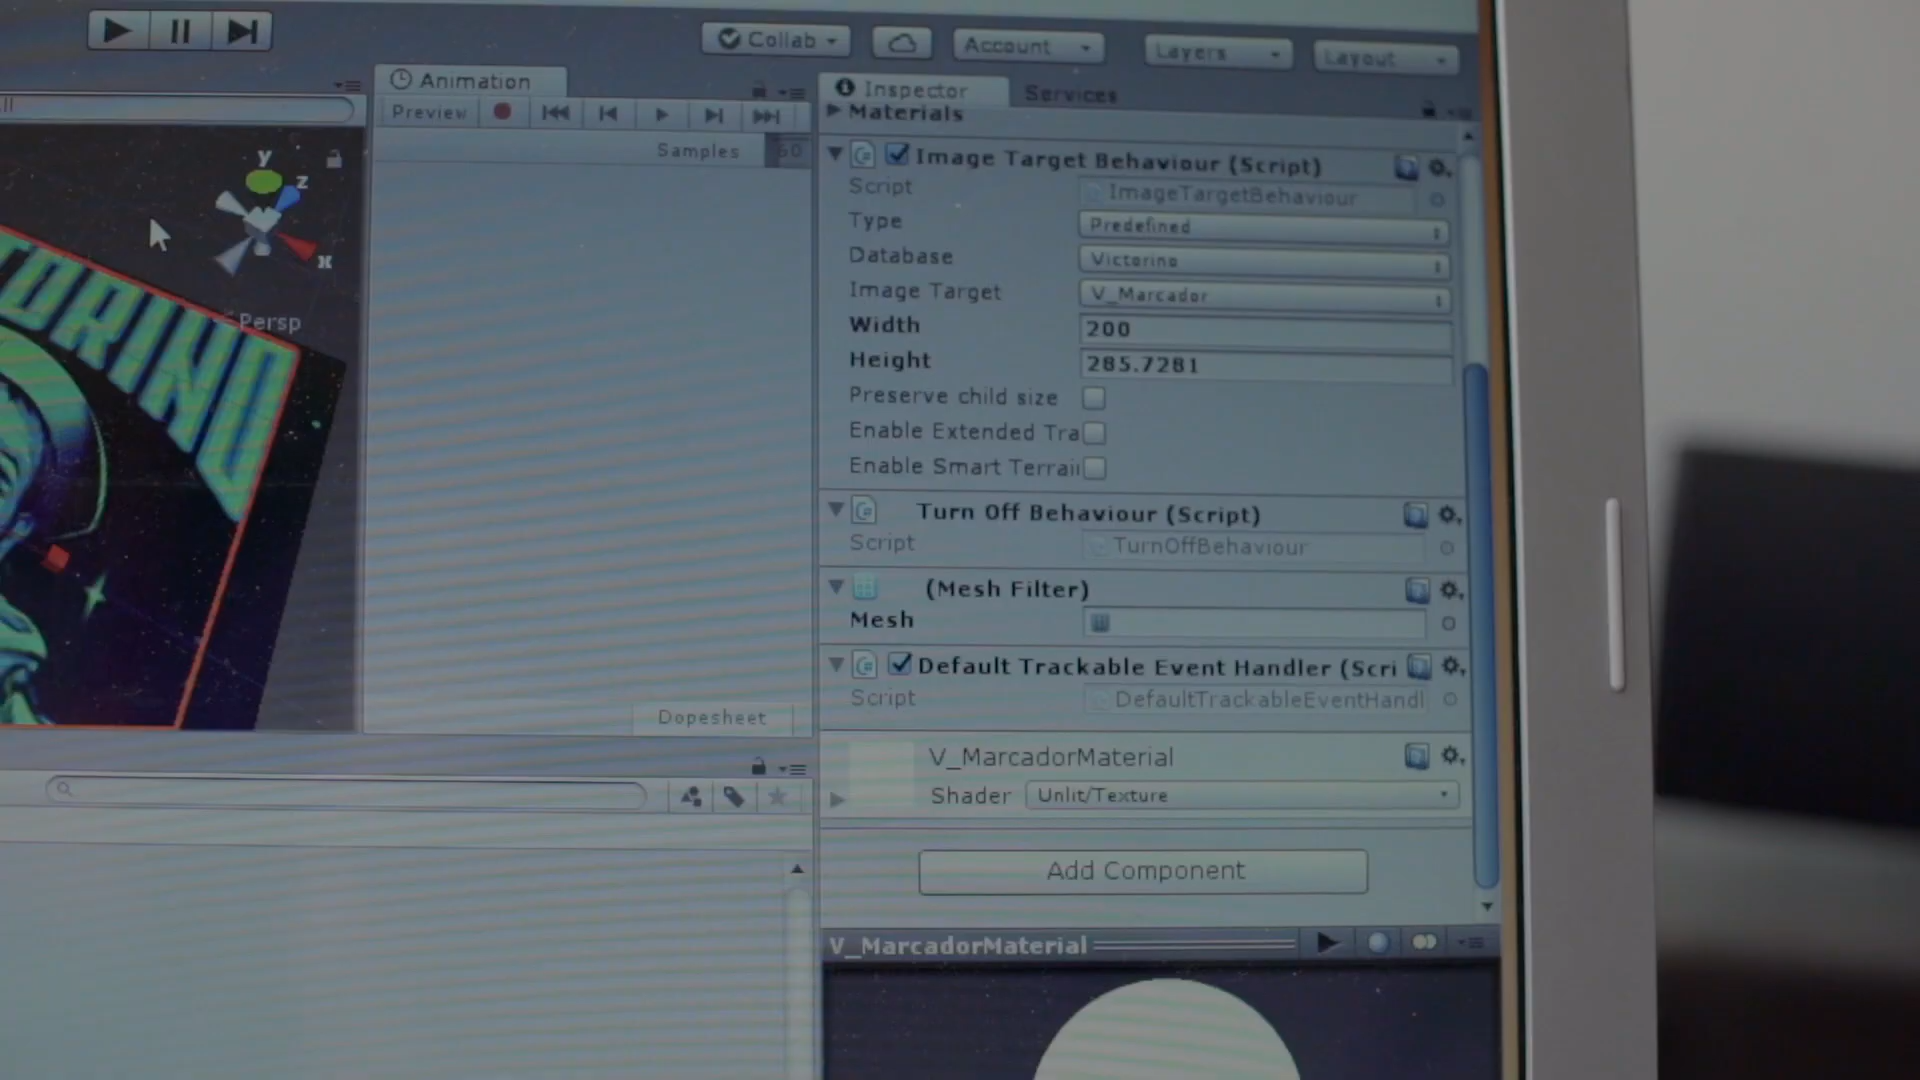 Collab
Account
Layers
Layout
Animation
Inspector
Services
Preview
Materials
Samples
60
Image Target Behaviour (Script)
Script
ImageTargetBehaviour
Type
Predefined
Database
Victorino
Image Target
V_Marcador
Width
200
Height
285.7281
Preserve child size
Enable Extended Tra
Enable Smart Terrai
Turn Off Behaviour (Script)
Script
TurnOffBehaviour
(Mesh Filter)
Mesh
Default Trackable Event Handler (Scri
Script
DefaultTrackableEventHandl
V_MarcadorMaterial
Shader
Unlit/Texture
Add Component
V_MarcadorMaterial
Dopesheet
y
z
x
Persp
TORINO